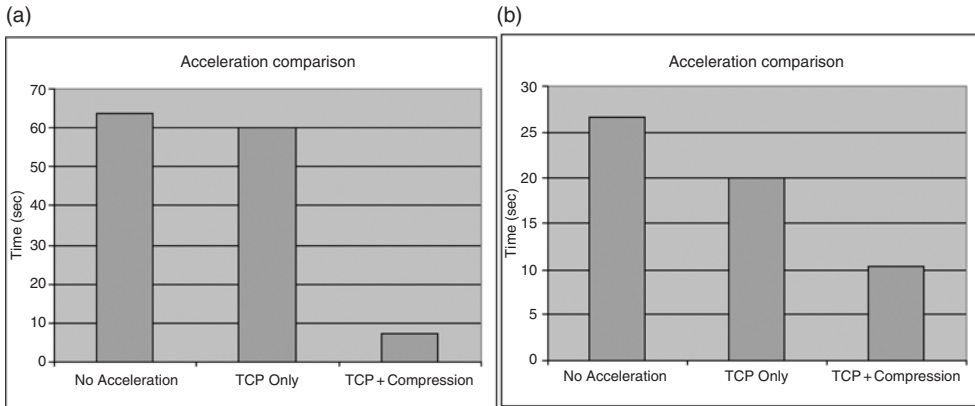 (a)
Acceleration comparison
Time (sec)
70
60
50
40
30
20
10
0
No Acceleration TCP Only TCP + Compression
(b)
Acceleration comparison
Time (sec)
30
25
20
15
10
5
0
No Acceleration TCP Only TCP + Compression